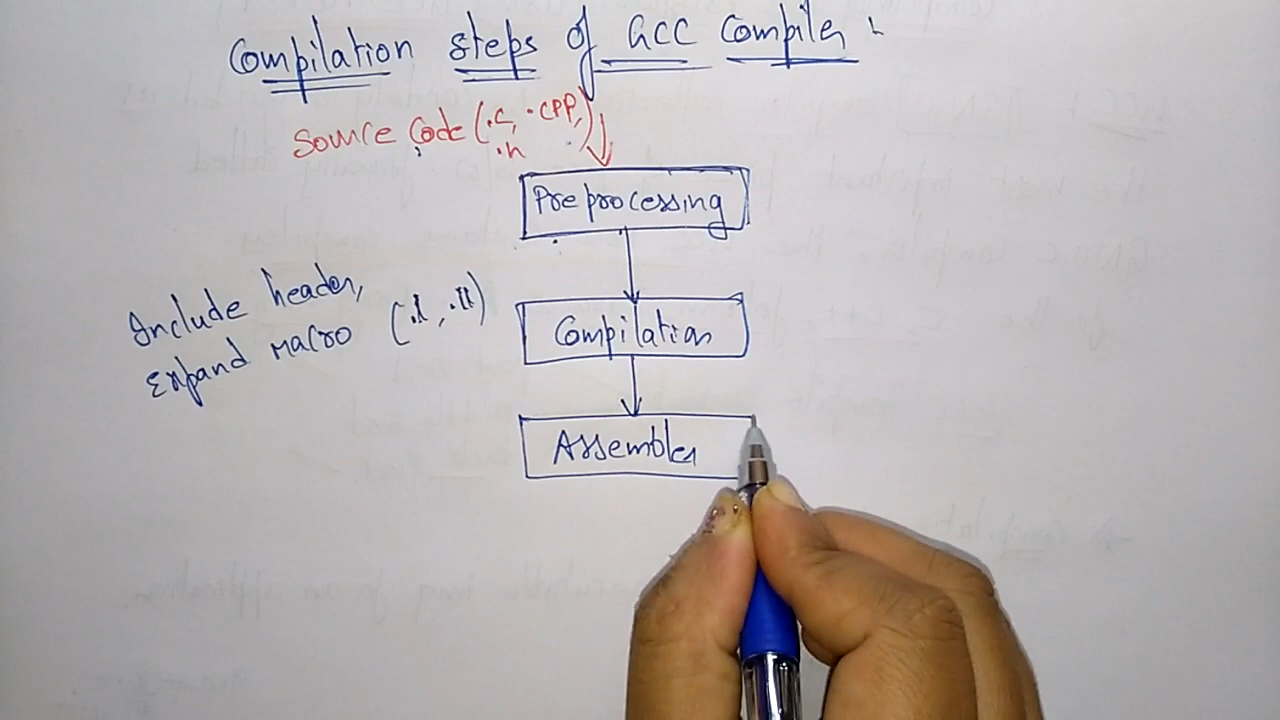 Compilation steps of GCC Compiler :
Source Code (.c, .cpp,
.h
Preprocessing
Include header,
expand macro (.i, .ii)
Compilation
Assembler